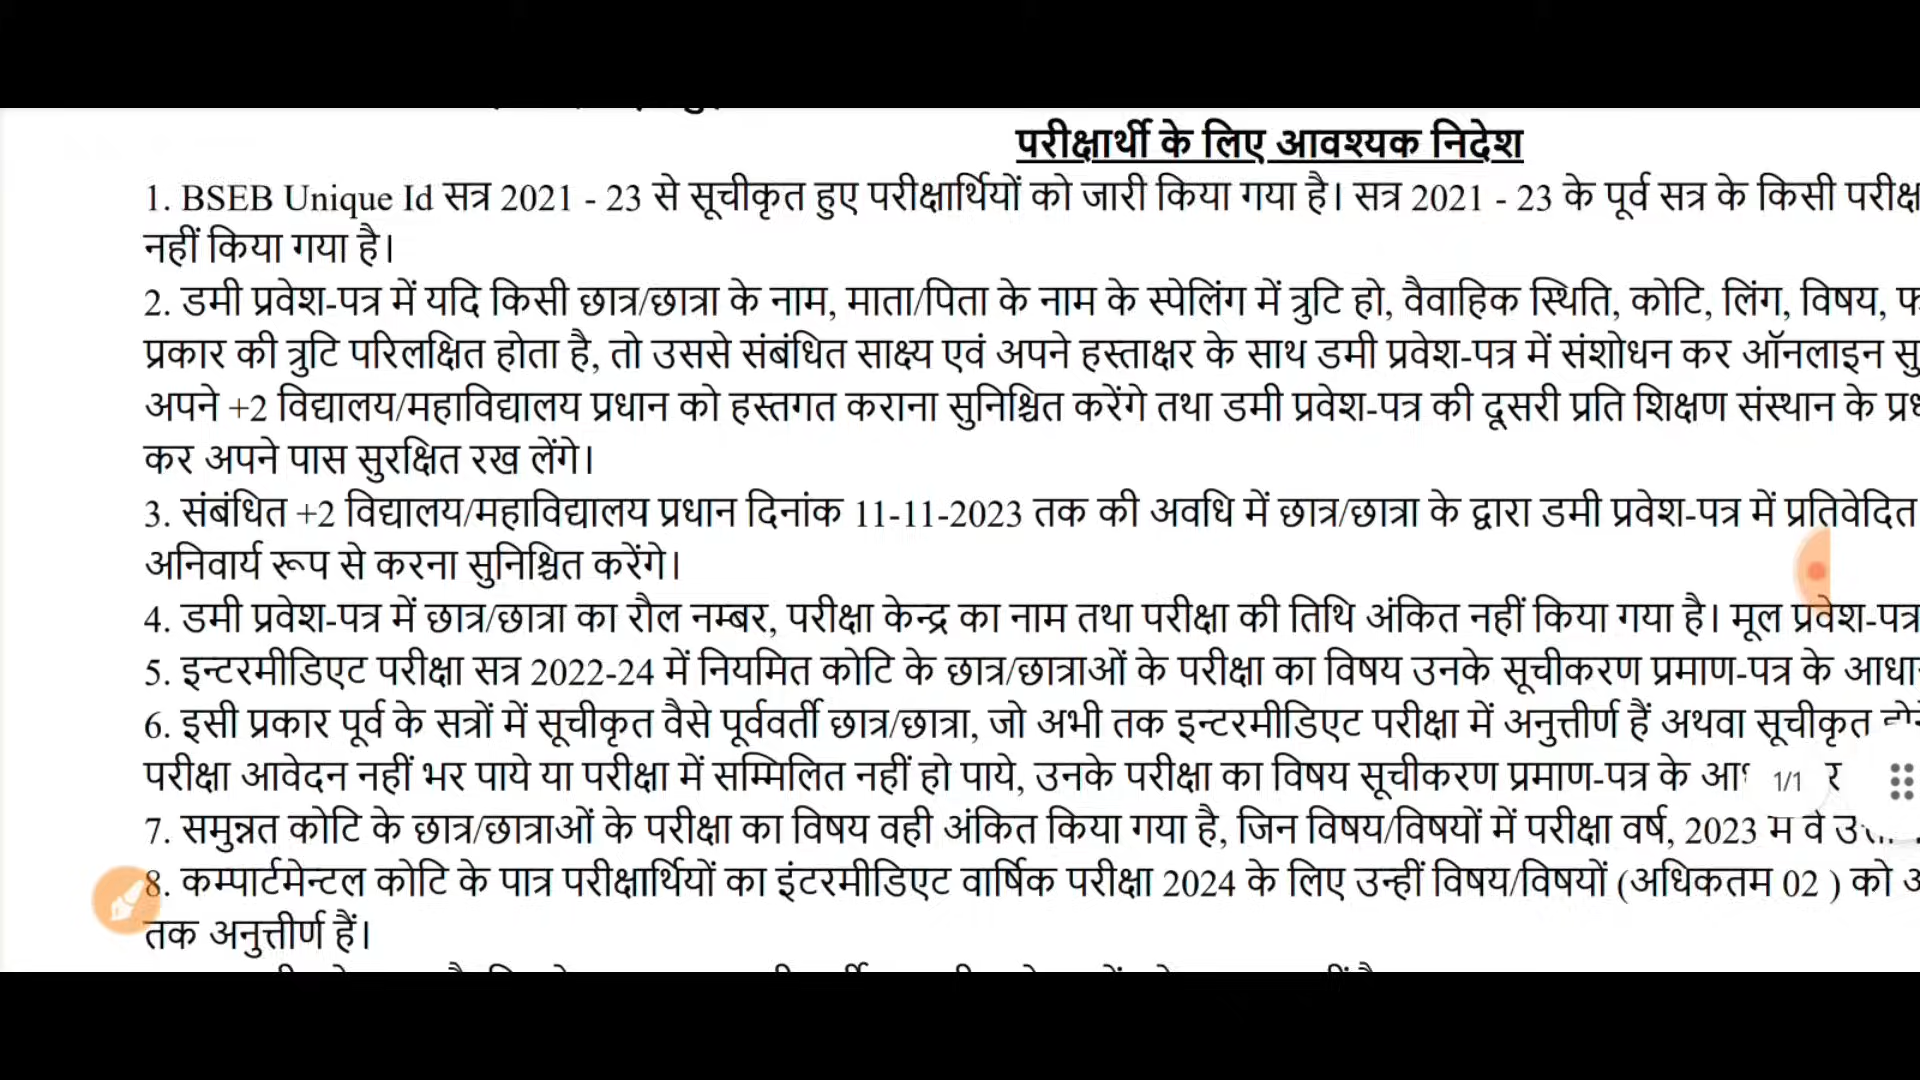 परीक्षार्थी के लिए आवश्यक निदेश
1. BSEB Unique Id सत्र 2021 - 23 से सूचीकृत हुए परीक्षार्थियों को जारी किया गया है। सत्र 2021 - 23 के पूर्व सत्र के किसी
नहीं किया गया है।
2. डमी प्रवेश-पत्र में यदि किसी छात्र/छात्रा के नाम, माता/पिता के नाम के स्पेलिंग में त्रुटि हो, वैवाहिक स्थिति, कोटि, लिंग, विषय,
प्रकार की त्रुटि परिलक्षित होता है, तो उससे संबंधित साक्ष्य एवं अपने हस्ताक्षर के साथ डमी प्रवेश-पत्र में संशोधन कर ऑनलाइन
अपने +2 विद्यालय/महाविद्यालय प्रधान को हस्तगत कराना सुनिश्चित करेंगे तथा डमी प्रवेश-पत्र की दूसरी प्रति शिक्षण संस्थान के
कर अपने पास सुरक्षित रख लेंगे।
3. संबंधित +2 विद्यालय/महाविद्यालय प्रधान दिनांक 11-11-2023 तक की अवधि में छात्र/छात्रा के द्वारा डमी प्रवेश-पत्र में प्रतिवेदित
अनिवार्य रूप से करना सुनिश्चित करेंगे।
4. डमी प्रवेश-पत्र में छात्र/छात्रा का रौल नम्बर, परीक्षा केन्द्र का नाम तथा परीक्षा की तिथि अंकित नहीं किया गया है। मूल प्रवेश-पत्र
5. इन्टरमीडिएट परीक्षा सत्र 2022-24 में नियमित कोटि के छात्र/छात्राओं के परीक्षा का विषय उनके सूचीकरण प्रमाण-पत्र के
6. इसी प्रकार पूर्व के सत्रों में सूचीकृत वैसे पूर्ववर्ती छात्र/छात्रा, जो अभी तक इन्टरमीडिएट परीक्षा में अनुत्तीर्ण हैं अथवा सूचीकृत
परीक्षा आवेदन नहीं भर पाये या परीक्षा में सम्मिलित नहीं हो पाये, उनके परीक्षा का विषय सूचीकरण प्रमाण-पत्र के 1/1
7. समुन्नत कोटि के छात्र/छात्राओं के परीक्षा का विषय वही अंकित किया गया है, जिन विषय/विषयों में परीक्षा वर्ष, 2023
8. कम्पार्टमेन्टल कोटि के पात्र परीक्षार्थियों का इंटरमीडिएट वार्षिक परीक्षा 2024 के लिए उन्हीं विषय/विषयों (अधिकतम 02 ) को
तक अनुत्तीर्ण हैं।